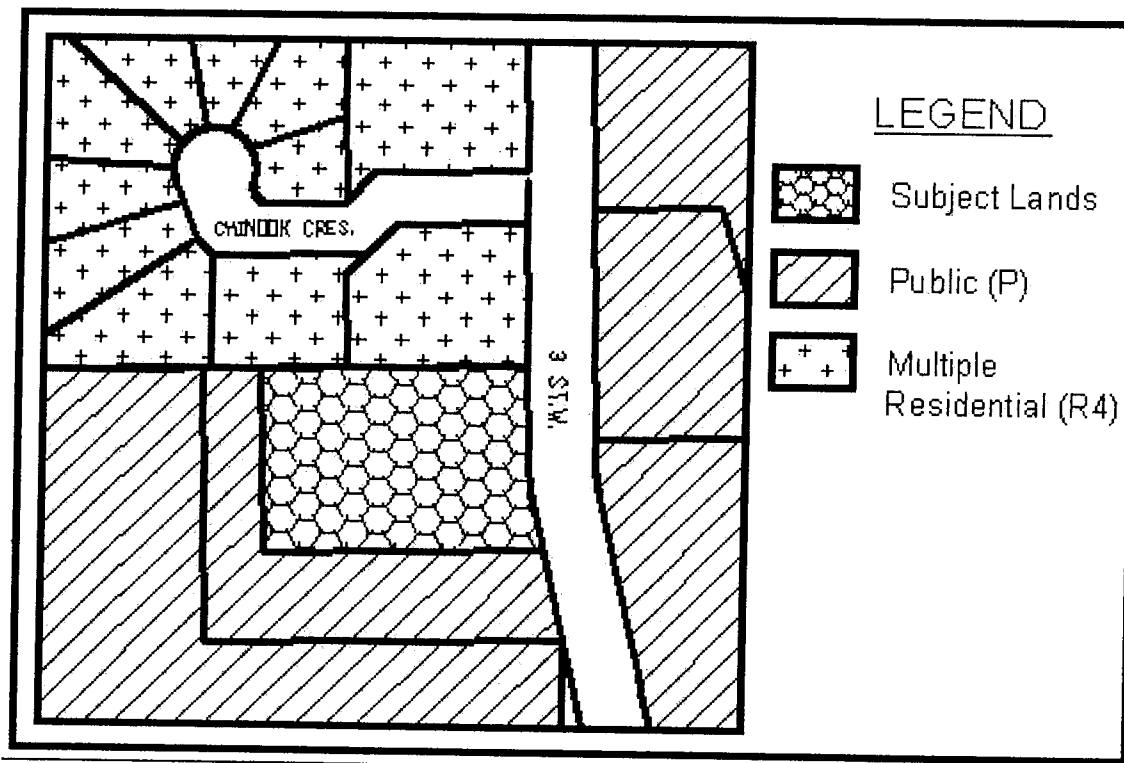 LEGEND
Subject Lands
CHINOOK CRES.
Public (P)
3 ST.W.
Multiple
Residential (R4)